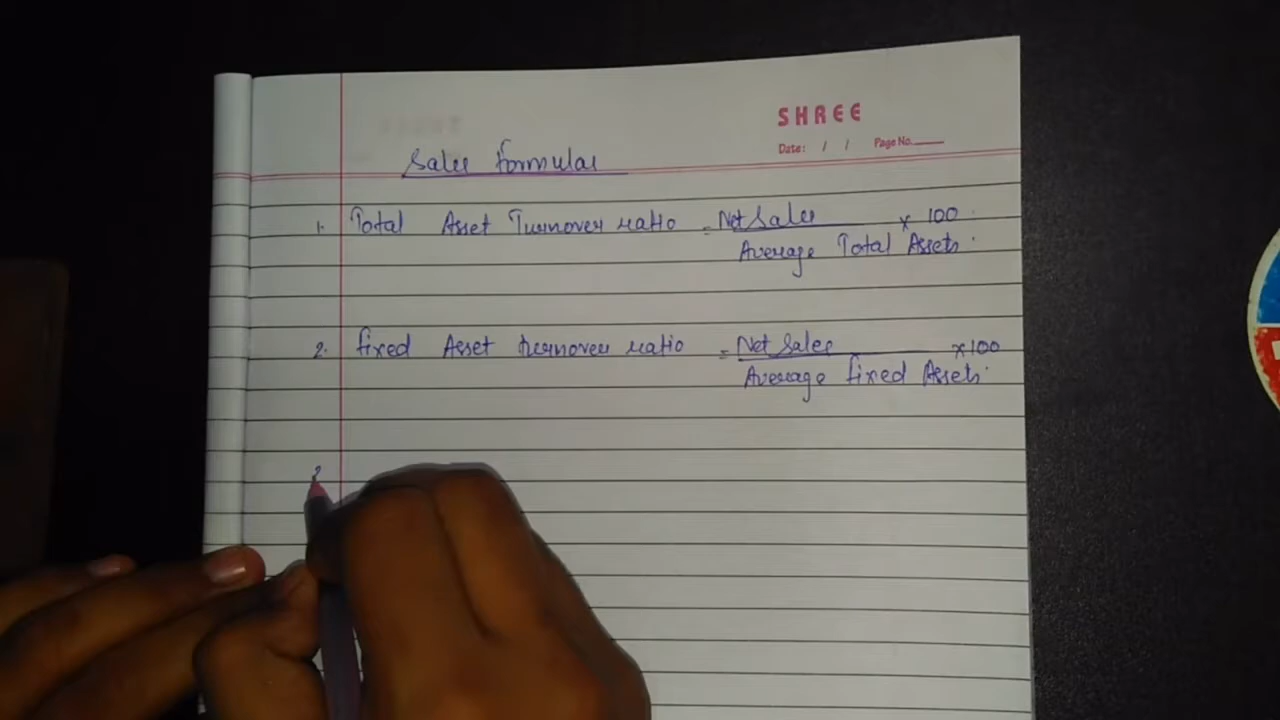 SHREE
Date: / / Page No.
Sales formulas
1. Total Asset Turnover ratio = Net Sales × 100
Average Total Assets
2. fixed Asset turnover ratio = Net Sales ×100
Average fixed Assets